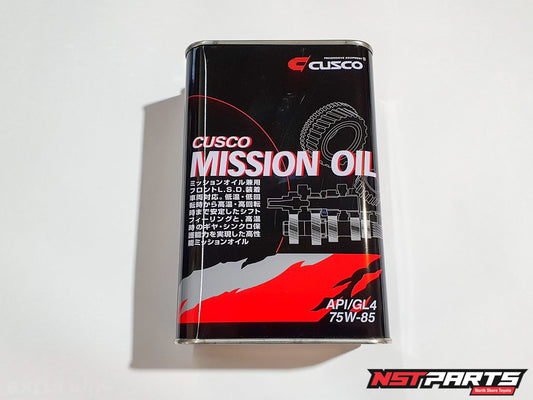 CUSCO
CUSCO
MISSION OIL
ミッションオイル兼用
フロントL.S.D.装着
車両対応。低温・低回
転時から高温・高回転
時まで安定したシフト
フィーリングと、高温
時のギヤ・シンクロ保
護能力を実現した高性
能ミッションオイル
API/GL4
75W-85
NST PARTS
North Shore Toyota